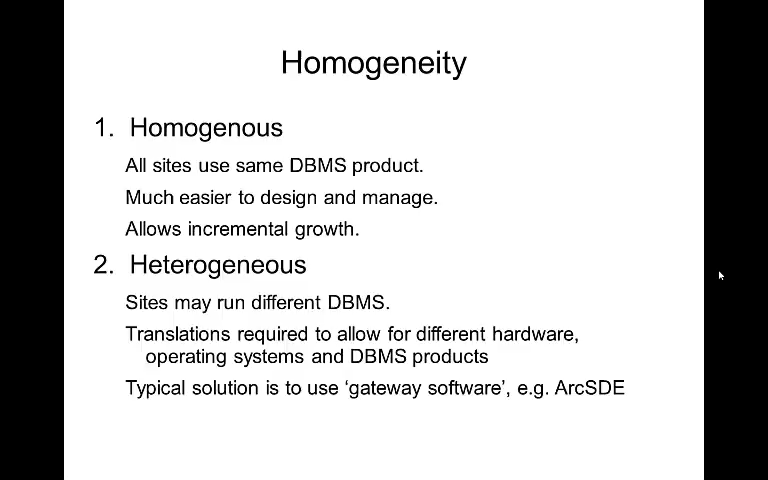 Homogeneity
1. Homogenous
All sites use same DBMS product.
Much easier to design and manage.
Allows incremental growth.
2. Heterogeneous
Sites may run different DBMS.
Translations required to allow for different hardware,
operating systems and DBMS products
Typical solution is to use ‘gateway software’, e.g. ArcSDE